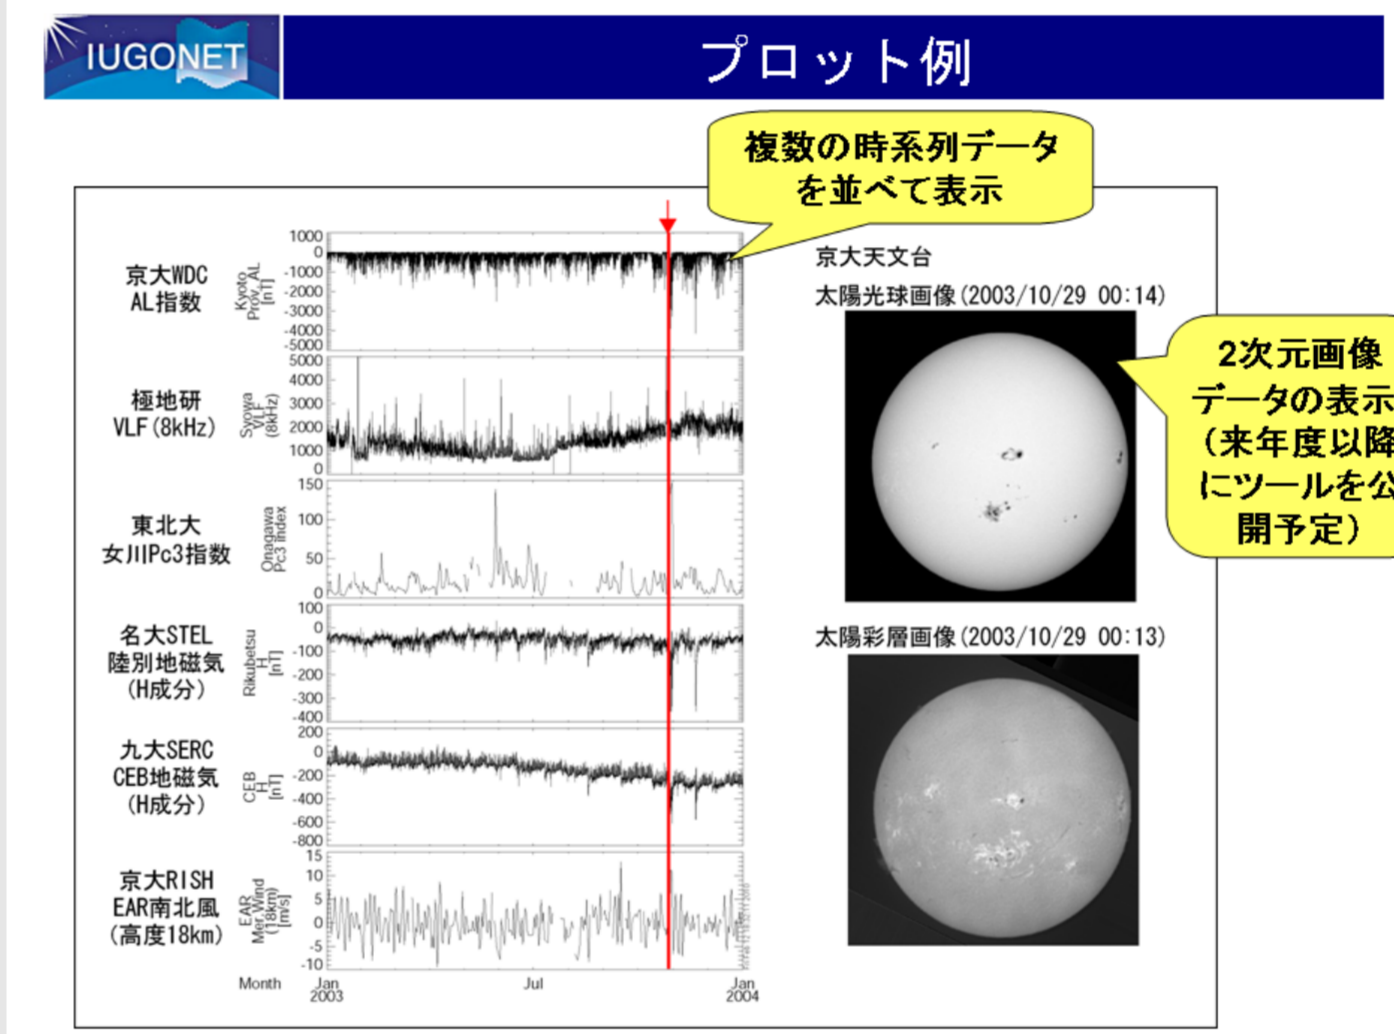 IUGONET
プロット例
複数の時系列データ
を並べて表示
京大WDC
AL指数
Kyoto
Prov. AL
[nT]
1000
0
-1000
-2000
-3000
-4000
-5000
極地研
VLF(8kHz)
Syowa
VLF
(8kHz)
5000
4000
3000
2000
1000
0
東北大
女川Pc3指数
Onagawa
Pc3 index
150
100
50
0
名大STEL
陸別地磁気
(H成分)
Rikubetsu
H
[nT]
100
0
-100
-200
-300
-400
九大SERC
CEB地磁気
(H成分)
CEB
H
[nT]
200
0
-200
-400
-600
-800
京大RISH
EAR南北風
(高度18km)
EAR
Mer.Wind
(18km)
[m/s]
15
10
5
0
-5
-10
Month
Jan
2003
Jul
Jan
2004
京大天文台
太陽光球画像(2003/10/29 00:14)
2次元画像
データの表示
(来年度以降
にツールを公
開予定)
太陽彩層画像(2003/10/29 00:13)